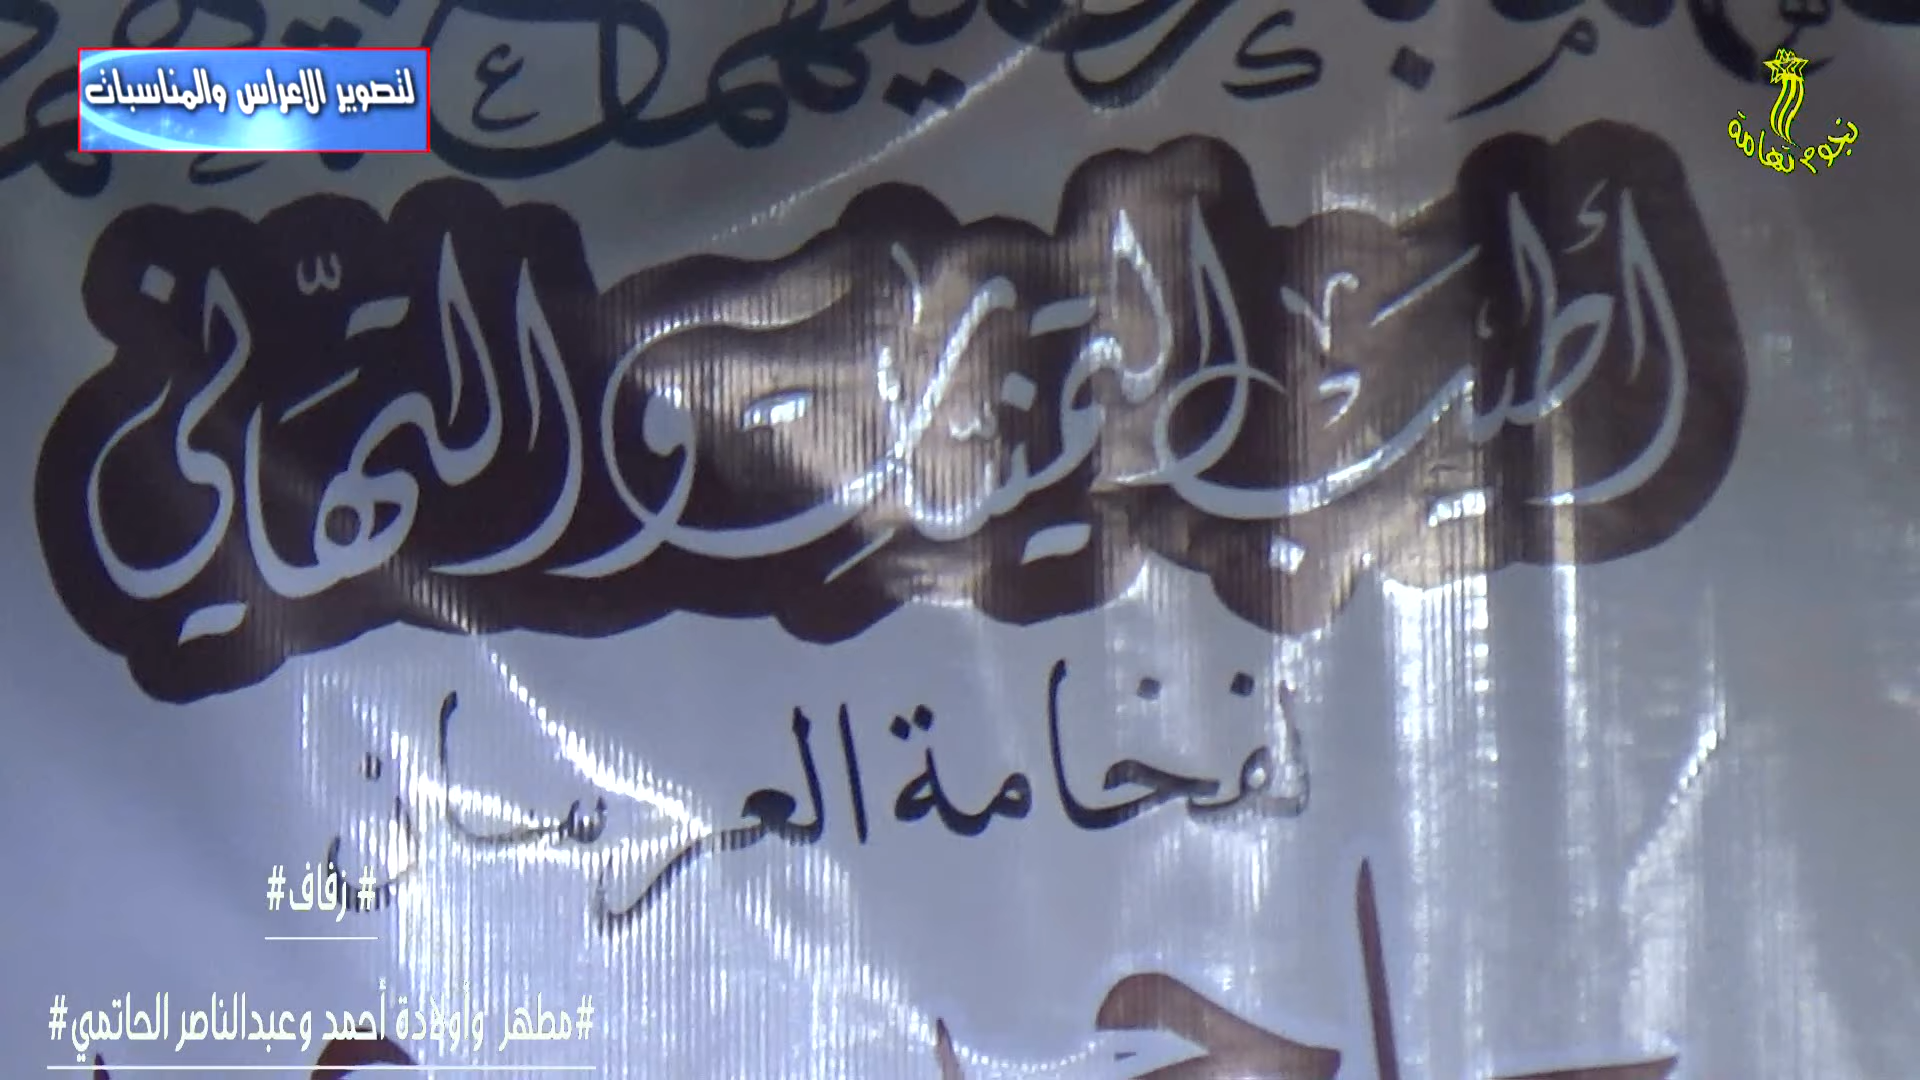 لتصوير الاعراس والمناسبات
نجوم تهامة
أطيب التمنيات والتهاني
لفخامة العرسان
# زفاف#
#مطهر وأولادة أحمد وعبدالناصر الحاتمي#